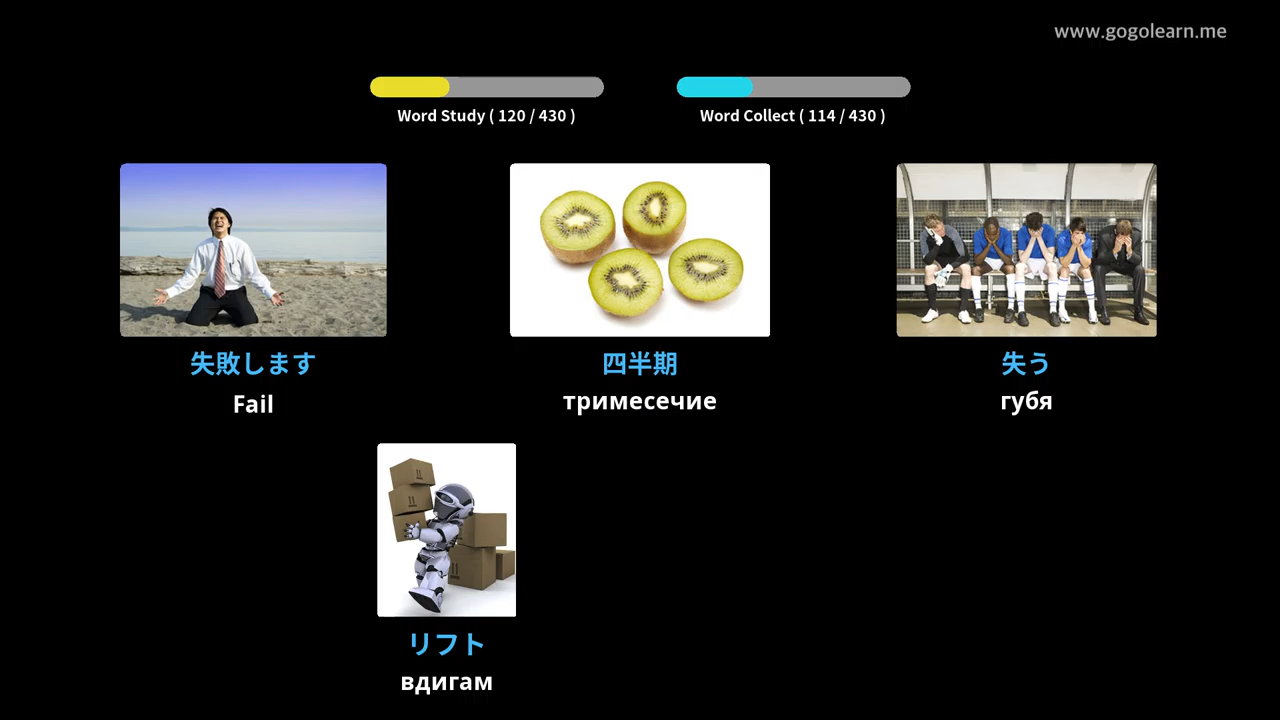 www.gogolearn.me
Word Study ( 120 / 430 )
Word Collect ( 114 / 430 )
失敗します
Fail
四半期
тримесечие
失う
губя
リフト
вдигам